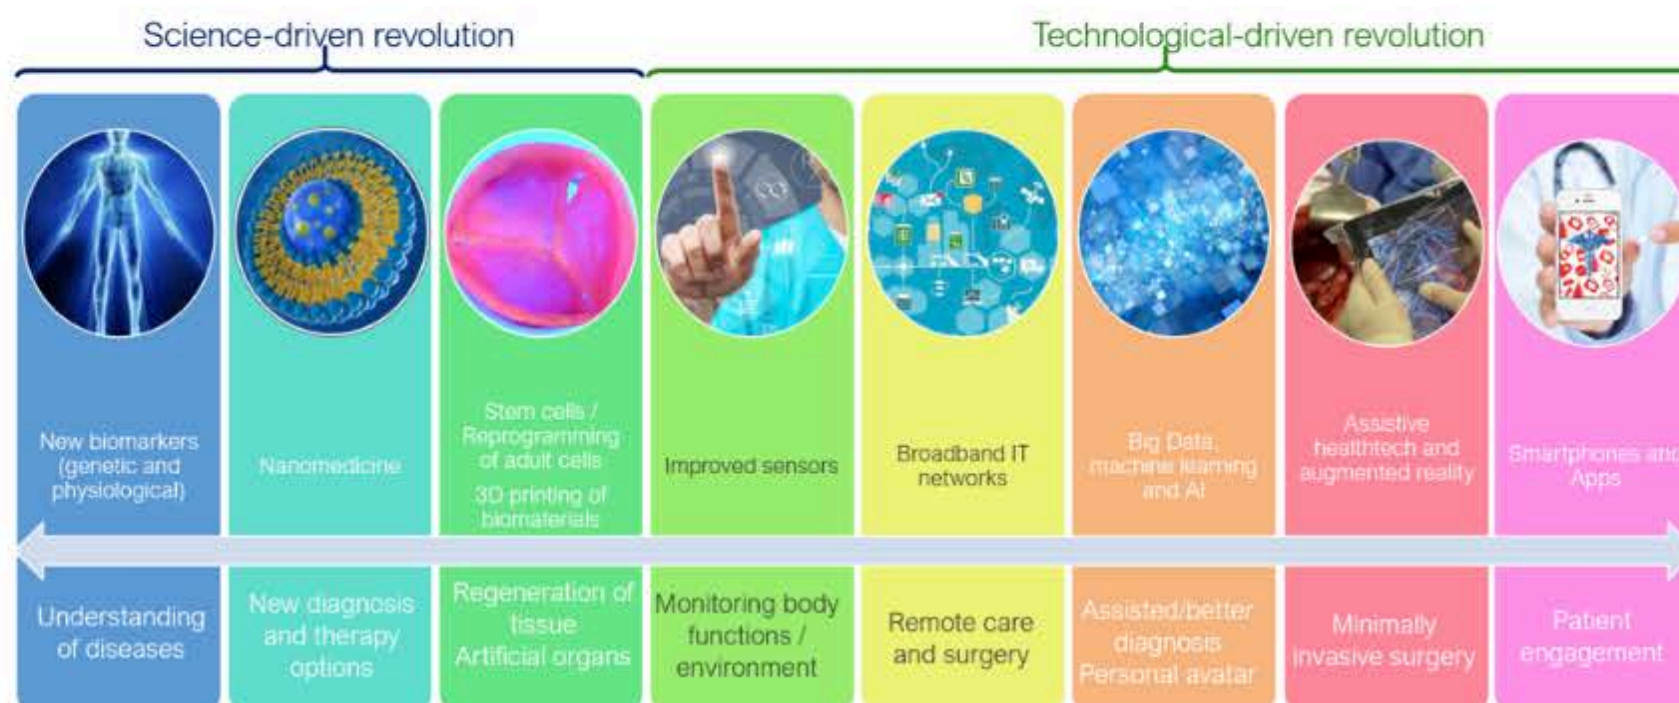 Science-driven revolution
Technological-driven revolution
New biomarkers
(genetic and
physiological)
Nanomedicine
Stem cells /
Reprogramming
of adult cells
3D printing of
biomaterials
Improved sensors
Broadband IT
networks
Big Data,
machine learning
and AI
Assistive
healthtech and
augmented reality
Smartphones and
Apps
Understanding
of diseases
New diagnosis
and therapy
options
Regeneration of
tissue
Artificial organs
Monitoring body
functions /
environment
Remote care
and surgery
Assisted/better
diagnosis
Personal avatar
Minimally
invasive surgery
Patient
engagement